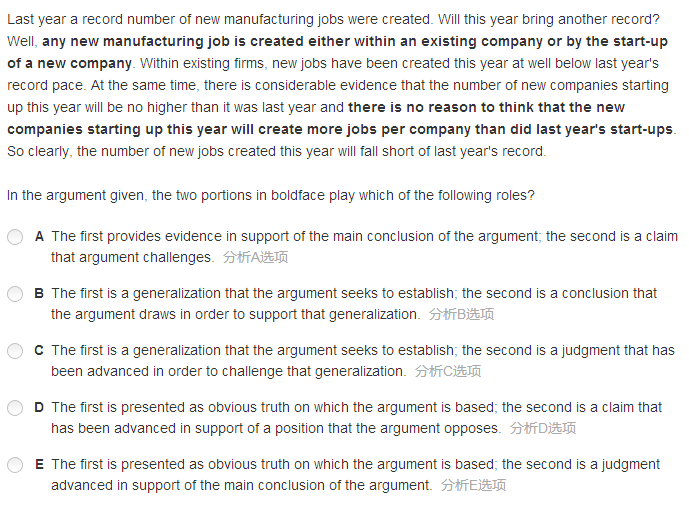 Last year a record number of new manufacturing jobs were created. Will this year bring another record?
Well, any new manufacturing job is created either within an existing company or by the start-up
of a new company. Within existing firms, new jobs have been created this year at well below last year's
record pace. At the same time, there is considerable evidence that the number of new companies starting
up this year will be no higher than it was last year and there is no reason to think that the new
companies starting up this year will create more jobs per company than did last year's start-ups.
So clearly, the number of new jobs created this year will fall short of last year's record.
In the argument given, the two portions in boldface play which of the following roles?
A The first provides evidence in support of the main conclusion of the argument; the second is a claim
that argument challenges. 分析A选项
B The first is a generalization that the argument seeks to establish; the second is a conclusion that
the argument draws in order to support that generalization. 分析B选项
C The first is a generalization that the argument seeks to establish; the second is a judgment that has
been advanced in order to challenge that generalization. 分析C选项
D The first is presented as obvious truth on which the argument is based; the second is a claim that
has been advanced in support of a position that the argument opposes. 分析D选项
E The first is presented as obvious truth on which the argument is based; the second is a judgment
advanced in support of the main conclusion of the argument. 分析E选项